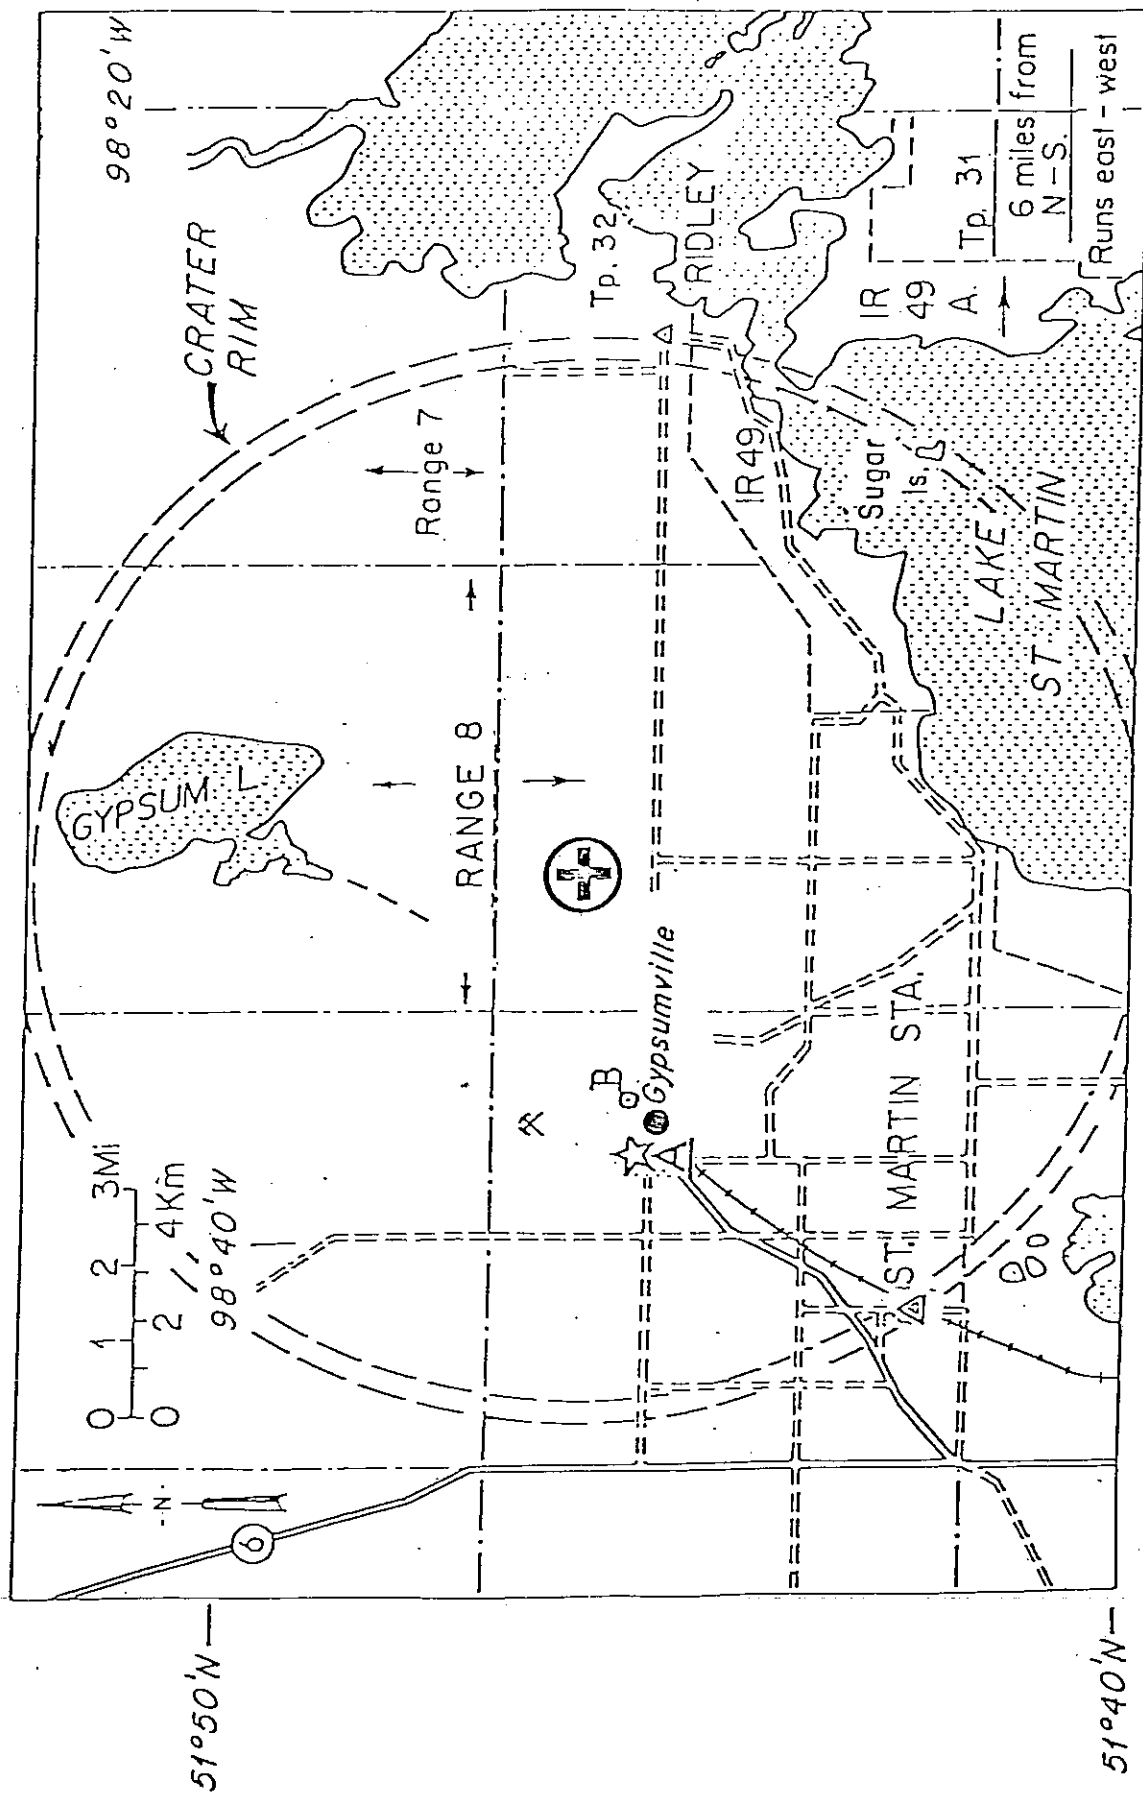 98°20'W
CRATER
RIM
GYPSUM L.
Range 7
RANGE 8
Tp. 32
RIDLEY
IR 49
IR
49
A.
Sugar
Is.
LAKE
ST. MARTIN
Tp. 31
6 miles from
N–S.
Runs east - west
Gypsumville
B
A
ST. MARTIN STA.
0 1 2 3Mi
0 2 4Km
98°40'W
N
6
51°50'N
51°40'N